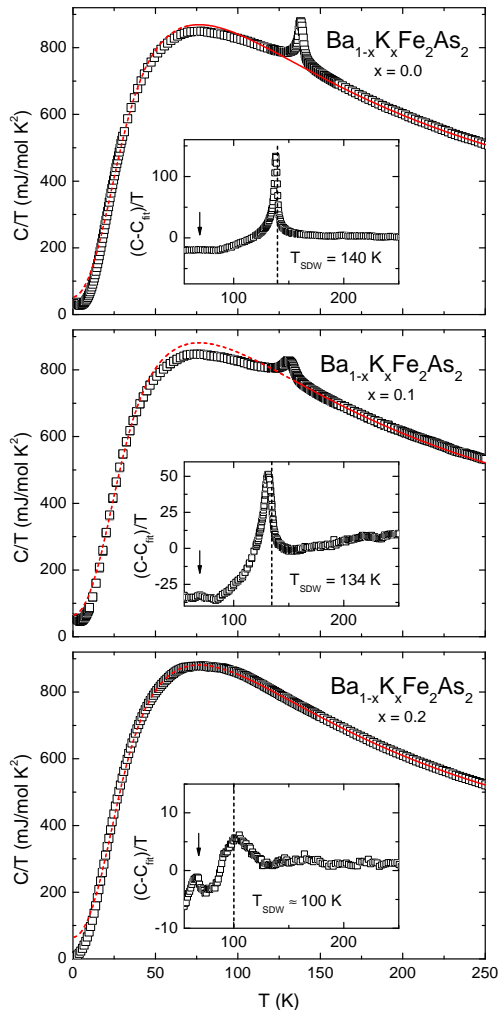 Ba1-xKxFe2As2
x = 0.0
800
600
400
200
0
C/T (mJ/mol K2)
100
0
(C-Cfit)/T
TSDW = 140 K
100
200
Ba1-xKxFe2As2
x = 0.1
800
600
400
200
0
C/T (mJ/mol K2)
50
25
0
-25
(C-Cfit)/T
TSDW = 134 K
100
200
Ba1-xKxFe2As2
x = 0.2
800
600
400
200
0
C/T (mJ/mol K2)
10
0
-10
(C-Cfit)/T
TSDW ≈ 100 K
100
200
0
50
100
150
200
250
T (K)